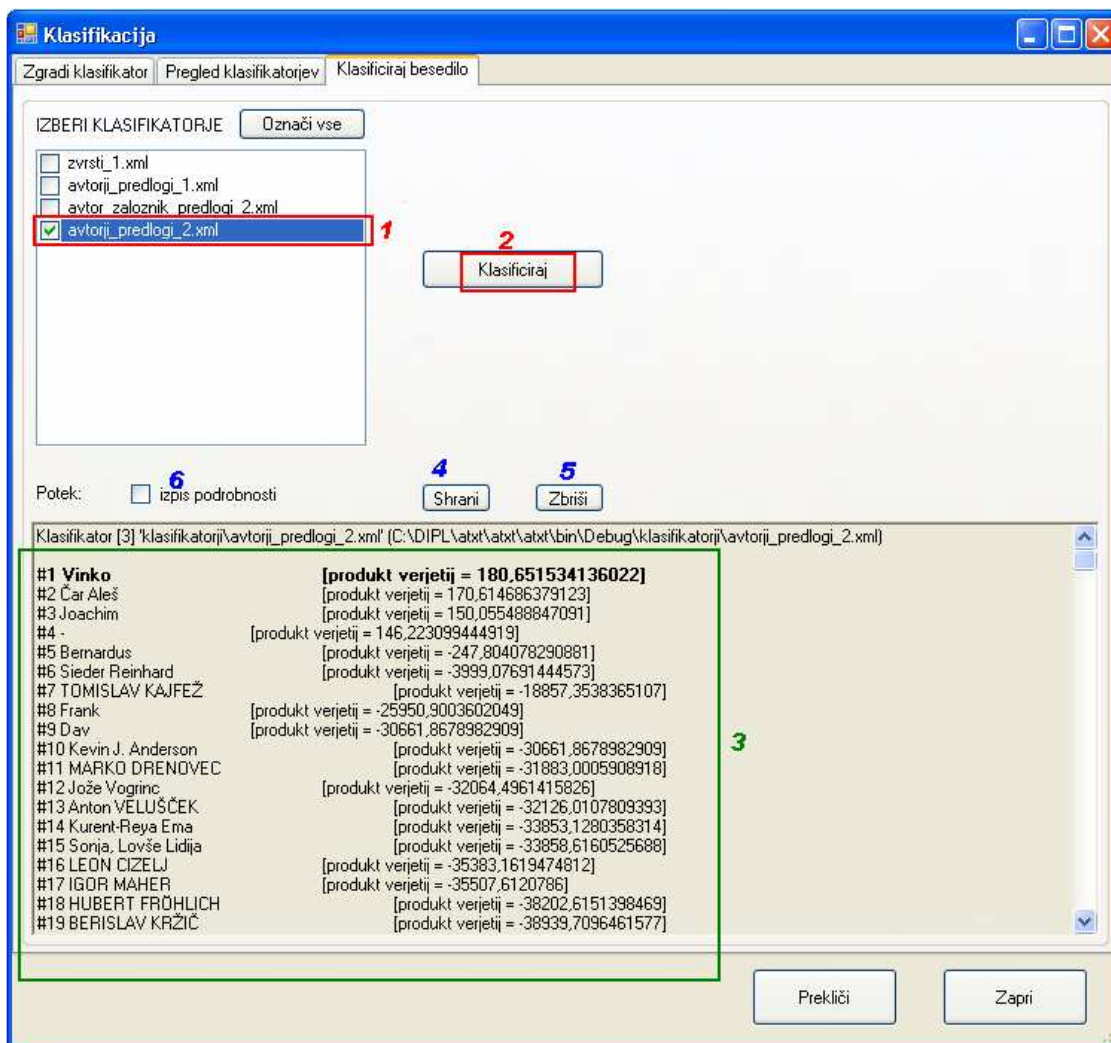 Klasifikacija
Zgradi klasifikator Pregled klasifikatorjev Klasificiraj besedilo
IZBERI KLASIFIKATORJE Označi vse
zvrsti_1.xml
avtorji_predlogi_1.xml
avtor_zaloznik_predlogi_2.xml
avtorji_predlogi_2.xml 1
2
Klasificiraj
6 4 5
Potek: izpis podrobnosti Shrani Zbriši
Klasifikator [3] 'klasifikatorji\avtorji_predlogi_2.xml' (C:\DIPL\atxt\atxt\atxt\bin\Debug\klasifikatorji\avtorji_predlogi_2.xml)
#1 Vinko [produkt verjetij = 180,651534136022]
#2 Čar Aleš [produkt verjetij = 170,614686379123]
#3 Joachim [produkt verjetij = 150,055488847091]
#4 - [produkt verjetij = 146,223099444919]
#5 Bernardus [produkt verjetij = -247,804078290881]
#6 Sieder Reinhard [produkt verjetij = -3999,07691444573]
#7 TOMISLAV KAJFEŽ [produkt verjetij = -18857,3538365107]
#8 Frank [produkt verjetij = -25950,9003602049]
#9 Dav [produkt verjetij = -30661,8678982909]
#10 Kevin J. Anderson [produkt verjetij = -30661,8678982909]
3
#11 MARKO DRENOVEC [produkt verjetij = -31883,0005908918]
#12 Jože Vogrinc [produkt verjetij = -32064,4961415826]
#13 Anton VELUŠČEK [produkt verjetij = -32126,0107809393]
#14 Kurent-Reya Ema [produkt verjetij = -33853,1280358314]
#15 Sonja, Lovše Lidija [produkt verjetij = -33858,6160525688]
#16 LEON CIZELJ [produkt verjetij = -35383,1619474812]
#17 IGOR MAHER [produkt verjetij = -35507,6120786]
#18 HUBERT FRÖHLICH [produkt verjetij = -38202,6151398469]
#19 BERISLAV KRŽIČ [produkt verjetij = -38939,7096461577]
Prekliči Zapri